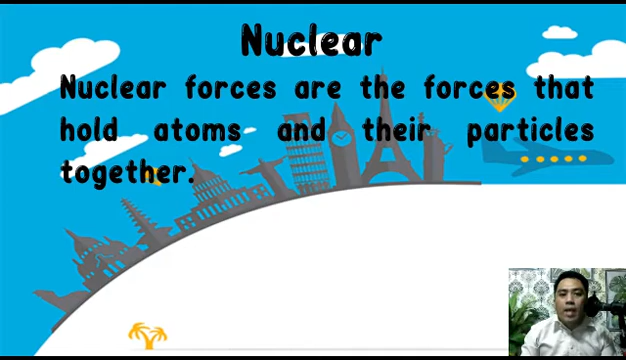 Nuclear
Nuclear forces are the forces that
hold atoms and their particles
together.